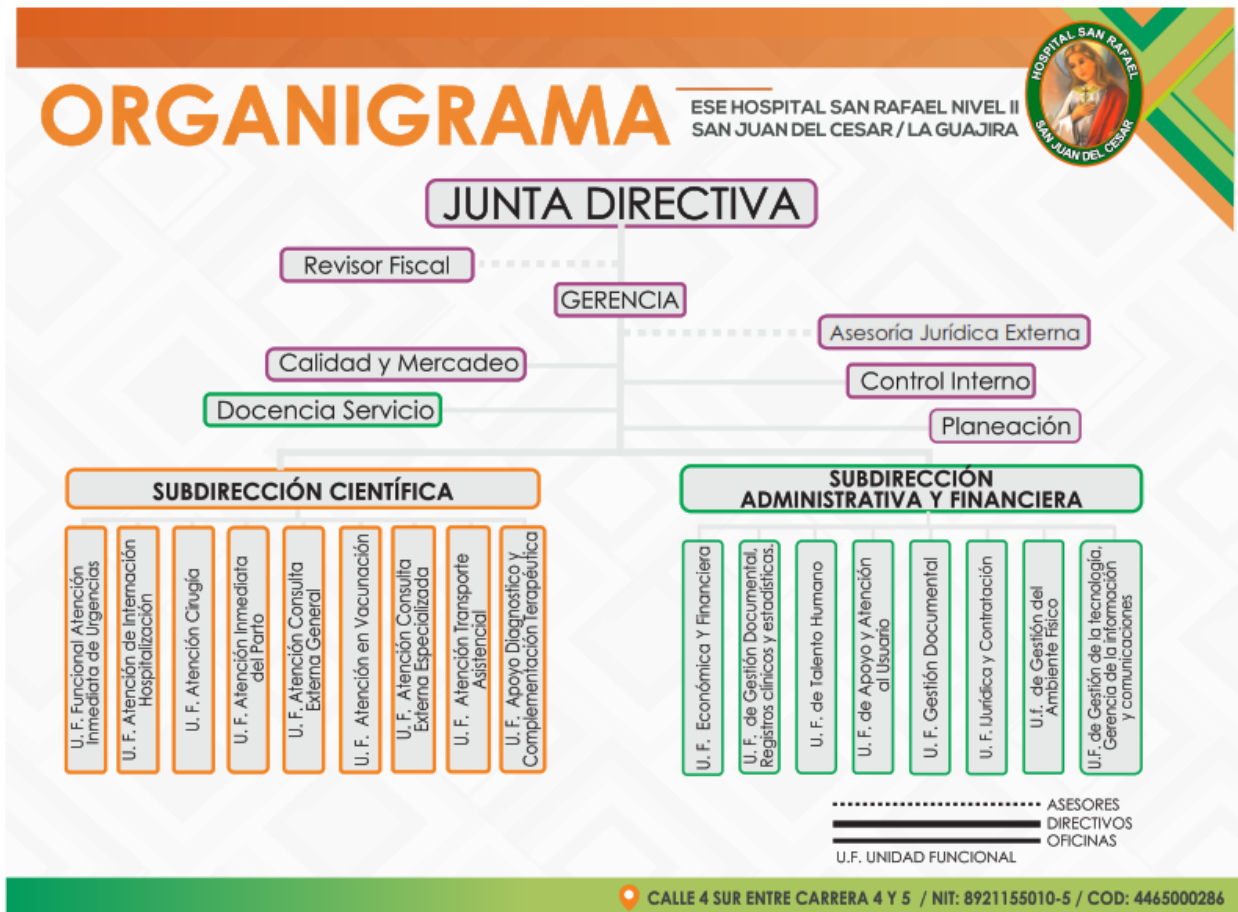 ORGANIGRAMA
ESE HOSPITAL SAN RAFAEL NIVEL II
SAN JUAN DEL CESAR / LA GUAJIRA
HOSPITAL SAN RAFAEL
SAN JUAN DEL CESAR
JUNTA DIRECTIVA
Revisor Fiscal
GERENCIA
Asesoría Jurídica Externa
Calidad y Mercadeo
Control Interno
Docencia Servicio
Planeación
SUBDIRECCIÓN CIENTÍFICA
SUBDIRECCIÓN
ADMINISTRATIVA Y FINANCIERA
U. F. Funcional Atención
Inmediata de Urgencias
U. F. Atención de Internación
Hospitalización
U. F. Atención Cirugía
U. F. Atención Inmediata
del Parto
U. F. Atención Consulta
Externa General
U. F. Atención en Vacunación
U. F. Atención Consulta
Externa Especializada
U. F. Atención Transporte
Asistencial
U. F. Apoyo Diagnostico y
Complementación Terapéutica
U. F. Económica Y Financiera
U. F. de Gestión Documental,
Registros clínicos y estadísticas.
U. F. de Talento Humano
U. F. de Apoyo y Atención
al Usuario
U. F. Gestión Documental
U. F. lJurídica y Contratación
U.f. de Gestión del
Ambiente Físico
U.F. de Gestión de la tecnología,
Gerencia de la información
y comunicaciones
ASESORES
DIRECTIVOS
OFICINAS
U.F. UNIDAD FUNCIONAL
CALLE 4 SUR ENTRE CARRERA 4 Y 5 / NIT: 8921155010-5 / COD: 4465000286